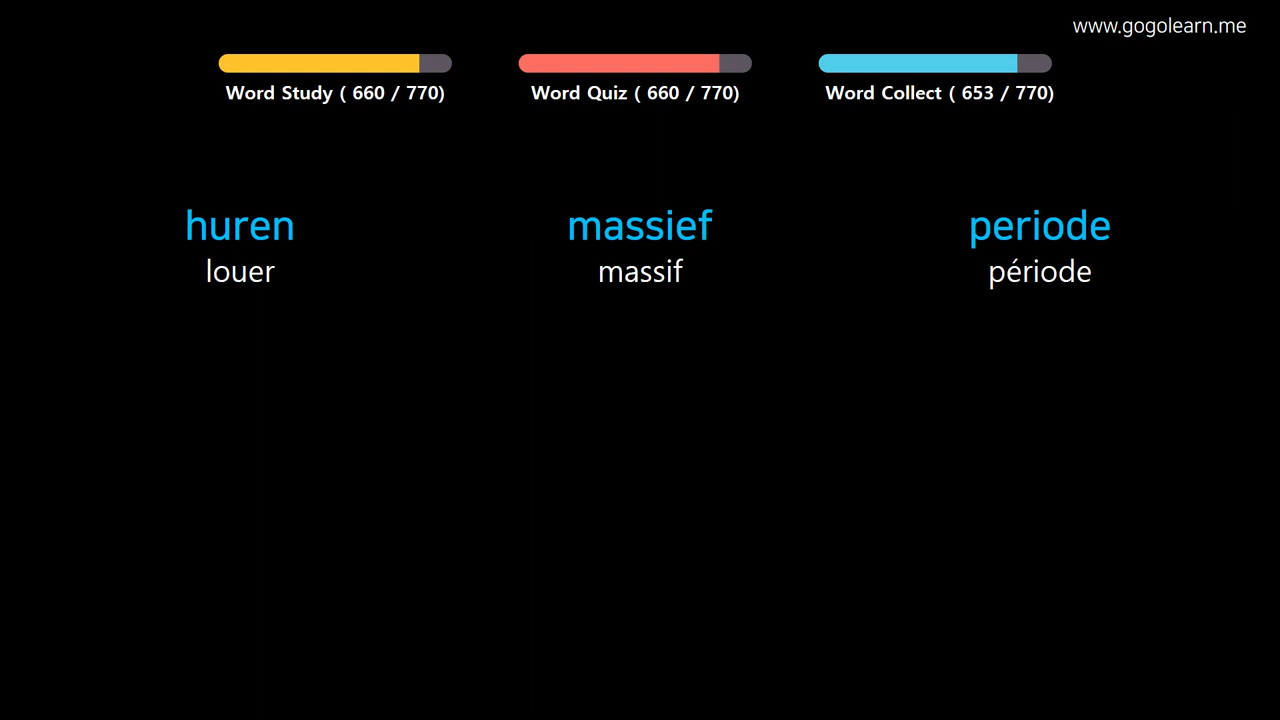 www.gogolearn.me
Word Study ( 660 / 770)
Word Quiz ( 660 / 770)
Word Collect ( 653 / 770)
huren
louer
massief
massif
periode
période